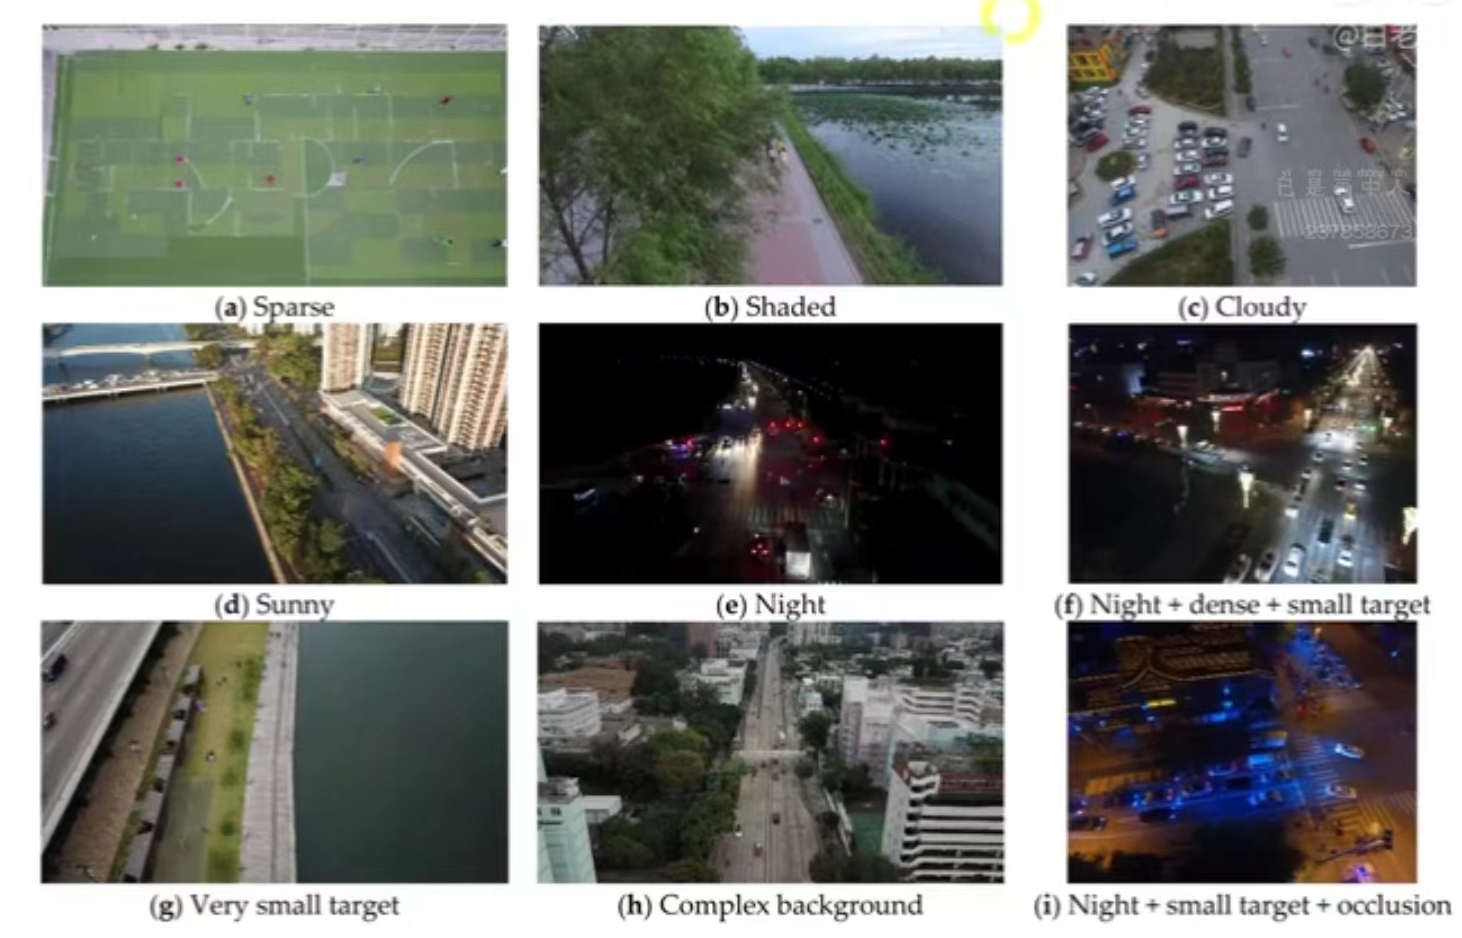 (a) Sparse
(b) Shaded
(c) Cloudy
(d) Sunny
(e) Night
(f) Night + dense + small target
(g) Very small target
(h) Complex background
(i) Night + small target + occlusion